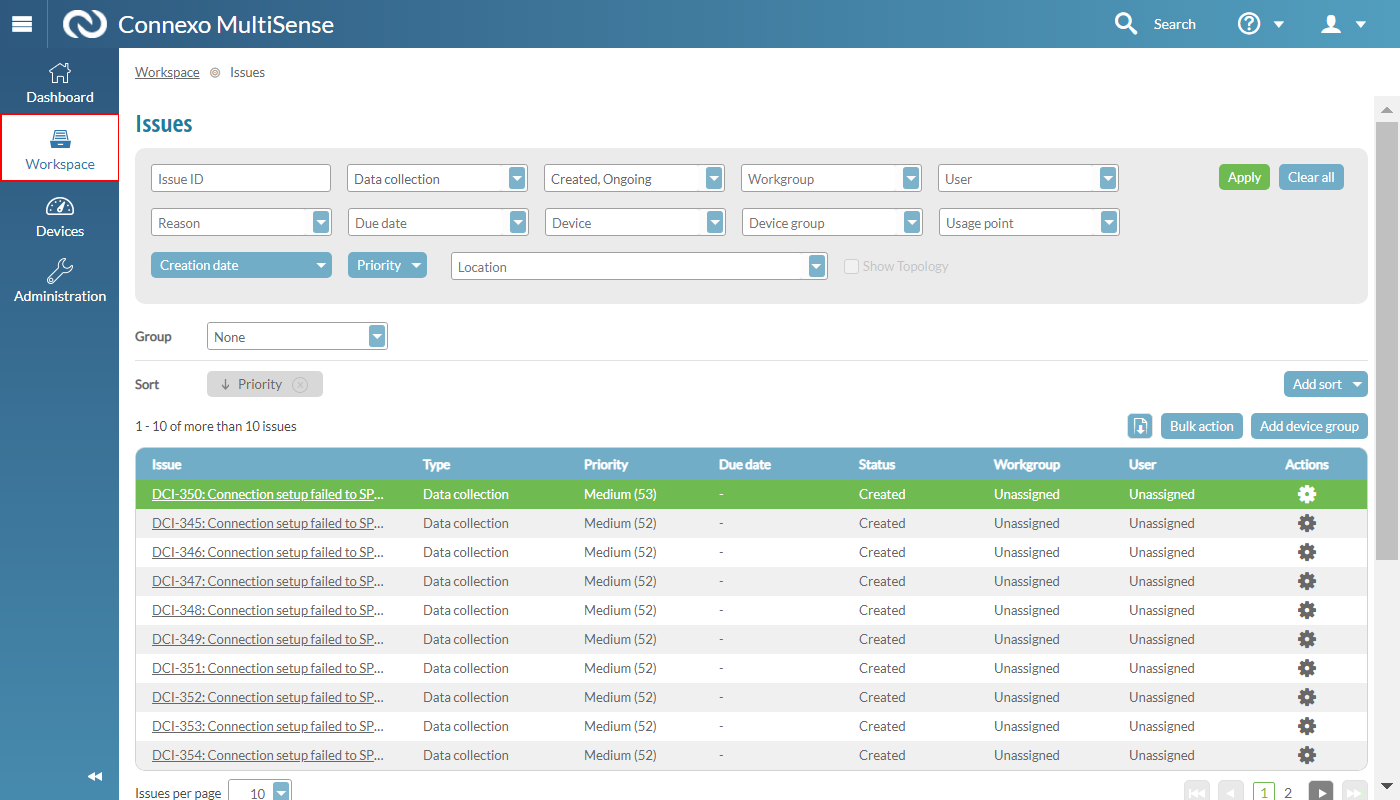 Connexo MultiSense Search
Dashboard
Workspace
Devices
Administration
Workspace Issues
Issues
Issue ID Data collection Created, Ongoing Workgroup User Apply Clear all
Reason Due date Device Device group Usage point
Creation date Priority Location Show Topology
Group None
Sort Priority Add sort
1 - 10 of more than 10 issues Bulk action Add device group
Issue Type Priority Due date Status Workgroup User Actions
DCI-350: Connection setup failed to SP... Data collection Medium (53) - Created Unassigned Unassigned
DCI-345: Connection setup failed to SP... Data collection Medium (52) - Created Unassigned Unassigned
DCI-346: Connection setup failed to SP... Data collection Medium (52) - Created Unassigned Unassigned
DCI-347: Connection setup failed to SP... Data collection Medium (52) - Created Unassigned Unassigned
DCI-348: Connection setup failed to SP... Data collection Medium (52) - Created Unassigned Unassigned
DCI-349: Connection setup failed to SP... Data collection Medium (52) - Created Unassigned Unassigned
DCI-351: Connection setup failed to SP... Data collection Medium (52) - Created Unassigned Unassigned
DCI-352: Connection setup failed to SP... Data collection Medium (52) - Created Unassigned Unassigned
DCI-353: Connection setup failed to SP... Data collection Medium (52) - Created Unassigned Unassigned
DCI-354: Connection setup failed to SP... Data collection Medium (52) - Created Unassigned Unassigned
Issues per page 10 1 2